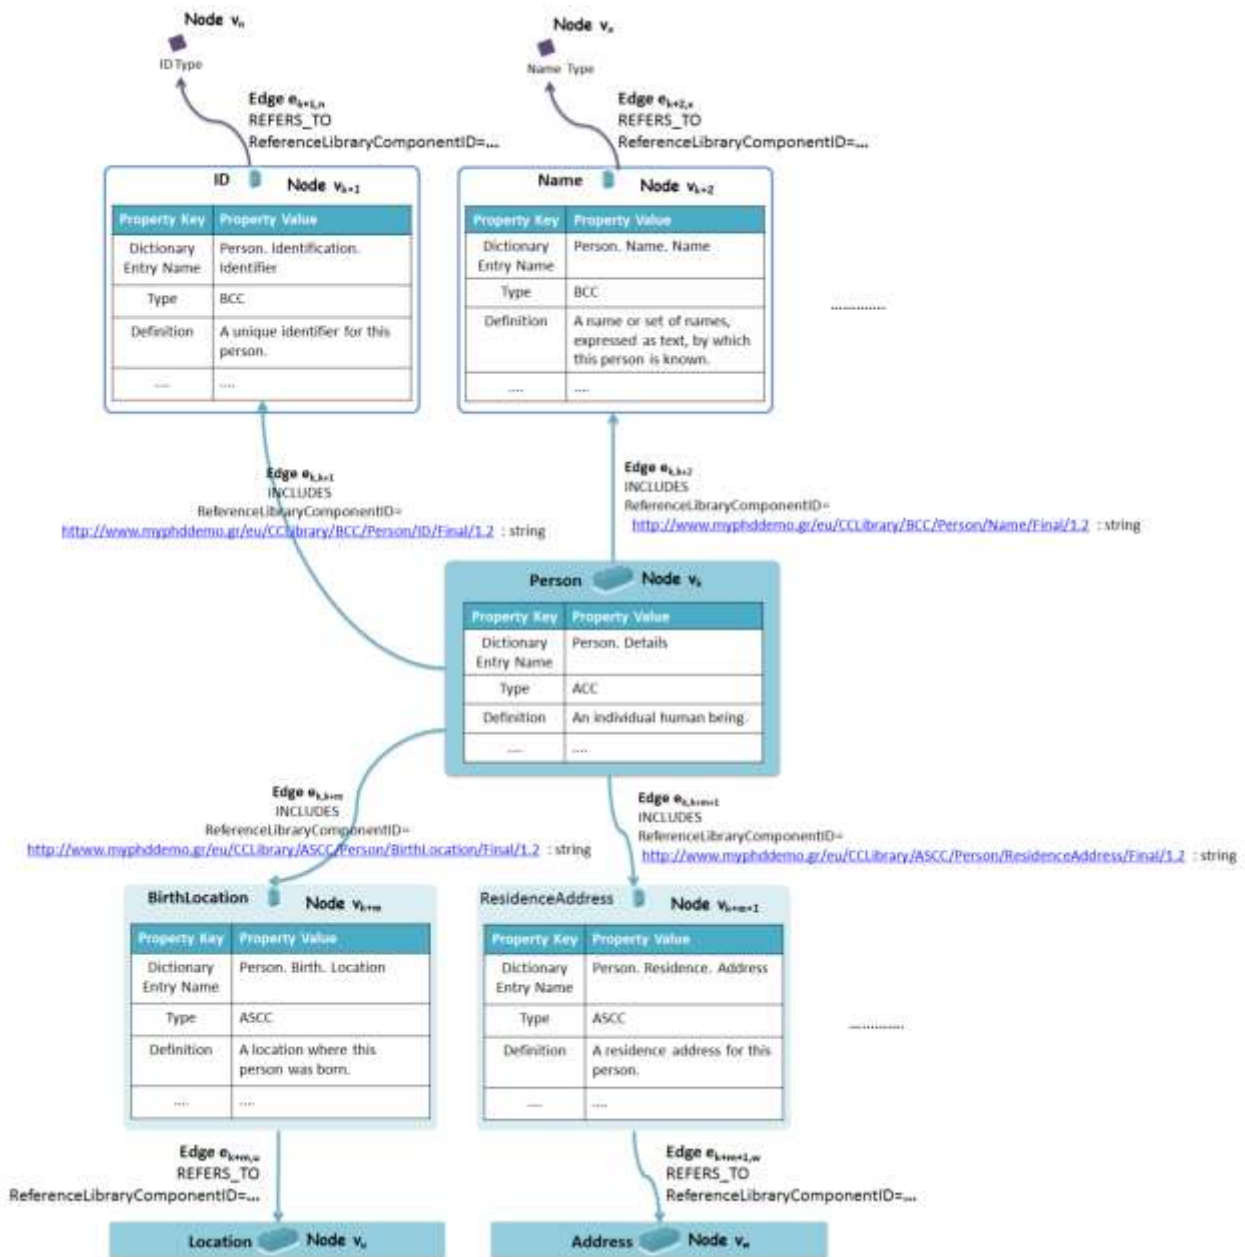 Node vₙ
Node vₓ
ID Type
Name Type
Edge eₖ₊₁,ₙ
REFERS_TO
ReferenceLibraryComponentID=...
Edge eₖ₊₂,ₓ
REFERS_TO
ReferenceLibraryComponentID=...
ID Node vₖ₊₁
Property Key Property Value
Dictionary Person. Identification.
Entry Name Identifier
Type BCC
Definition A unique identifier for this
person.
.... ....
Name Node vₖ₊₂
Property Key Property Value
Dictionary Person. Name. Name
Entry Name
Type BCC
Definition A name or set of names,
expressed as text, by which
this person is known.
.... ....
.............
Edge eₖ,ₖ₊₁
INCLUDES
ReferenceLibraryComponentID=
http://www.myphddemo.gr/eu/CCLibrary/BCC/Person/ID/Final/1.2 : string
Edge eₖ,ₖ₊₂
INCLUDES
ReferenceLibraryComponentID=
http://www.myphddemo.gr/eu/CCLibrary/BCC/Person/Name/Final/1.2 : string
Person Node vₖ
Property Key Property Value
Dictionary Person. Details
Entry Name
Type ACC
Definition An individual human being.
.... ....
Edge eₖ,ₖ₊ₘ
INCLUDES
ReferenceLibraryComponentID=
http://www.myphddemo.gr/eu/CCLibrary/ASCC/Person/BirthLocation/Final/1.2 : string
Edge eₖ,ₖ₊ₘ₊₁
INCLUDES
ReferenceLibraryComponentID=
http://www.myphddemo.gr/eu/CCLibrary/ASCC/Person/ResidenceAddress/Final/1.2 : string
BirthLocation Node vₖ₊ₘ
Property Key Property Value
Dictionary Person. Birth. Location
Entry Name
Type ASCC
Definition A location where this
person was born.
.... ....
ResidenceAddress Node vₖ₊ₘ₊₁
Property Key Property Value
Dictionary Person. Residence. Address
Entry Name
Type ASCC
Definition A residence address for this
person.
.... ....
.............
Edge eₖ₊ₘ,ᵤ
REFERS_TO
ReferenceLibraryComponentID=...
Edge eₖ₊ₘ₊₁,w
REFERS_TO
ReferenceLibraryComponentID=...
Location Node vᵤ
Address Node v_w